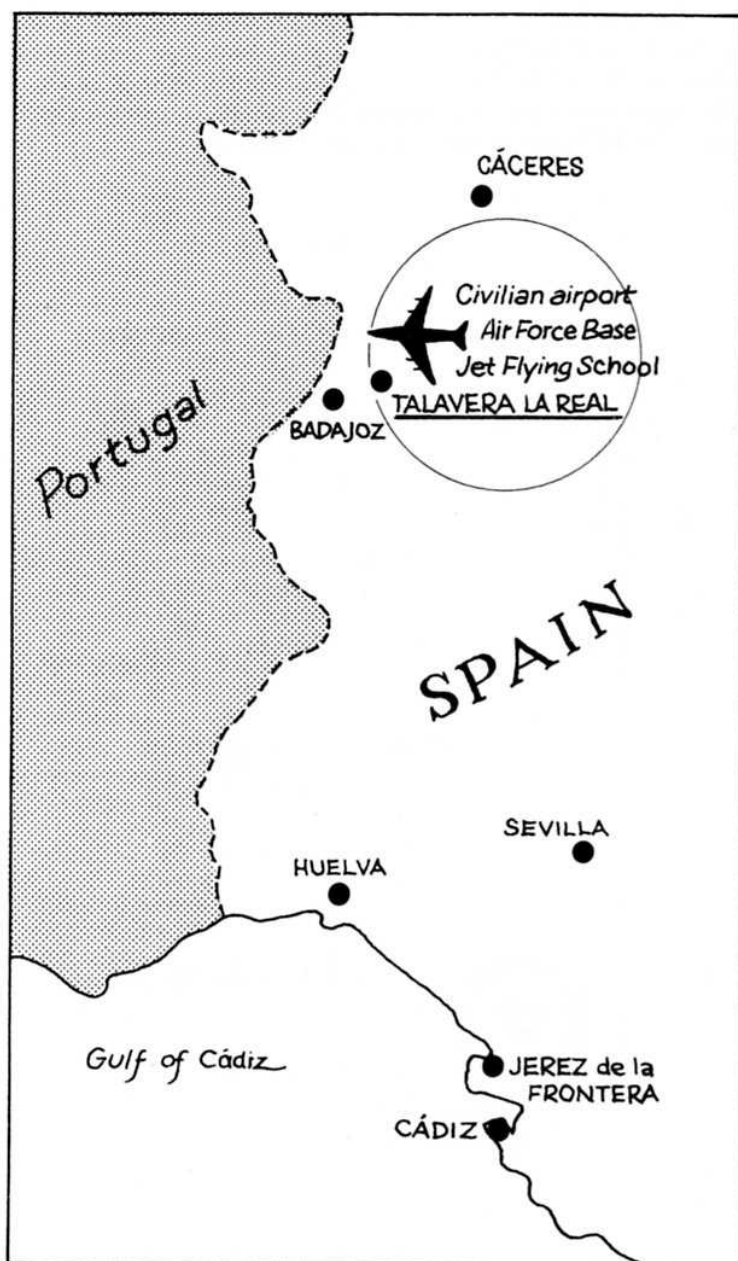 CÁCERES
Civilian airport
Air Force Base
Jet Flying School
TALAVERA LA REAL
BADAJOZ
Portugal
SPAIN
SEVILLA
HUELVA
Gulf of Cádiz
JEREZ de la
FRONTERA
CÁDIZ